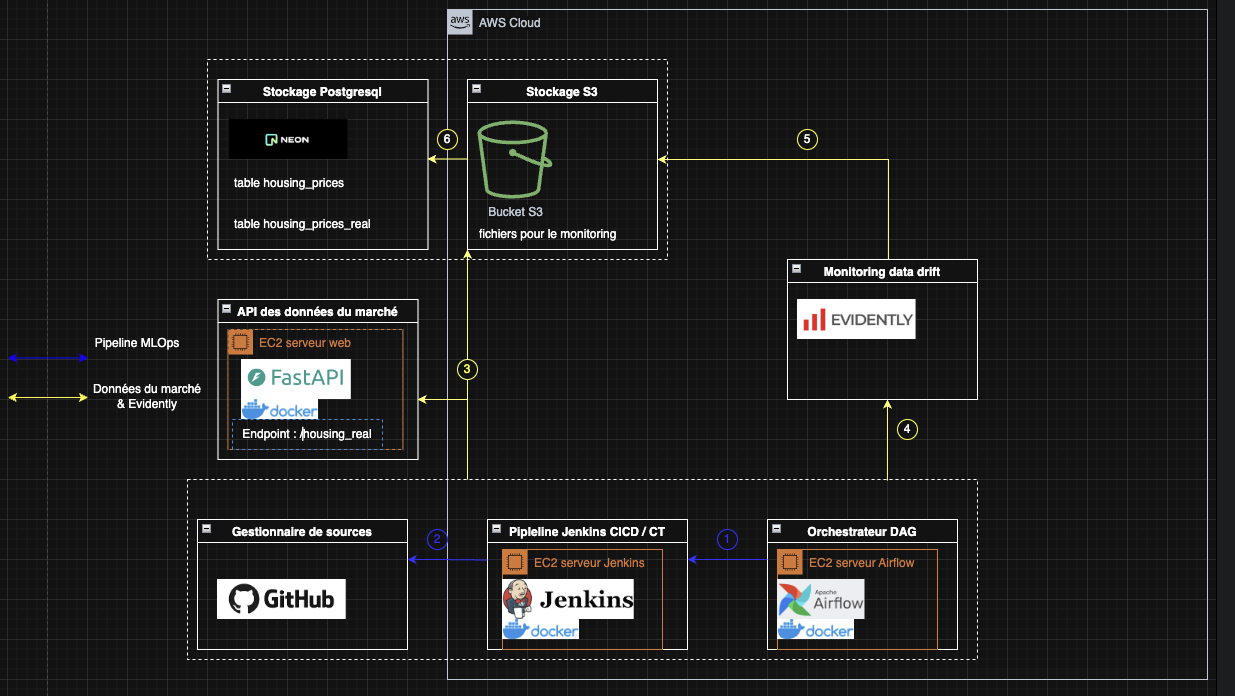 aws AWS Cloud
Stockage Postgresql
NEON
table housing_prices
table housing_prices_real
6
Stockage S3
Bucket S3
fichiers pour le monitoring
5
Monitoring data drift
EVIDENTLY
API des données du marché
EC2 serveur web
FastAPI
docker
Endpoint : /housing_real
Pipeline MLOps
Données du marché
& Evidently
3
4
Gestionnaire de sources
GitHub
2
Pipleline Jenkins CICD / CT
EC2 serveur Jenkins
Jenkins
docker
1
Orchestrateur DAG
EC2 serveur Airflow
Apache
Airflow
docker